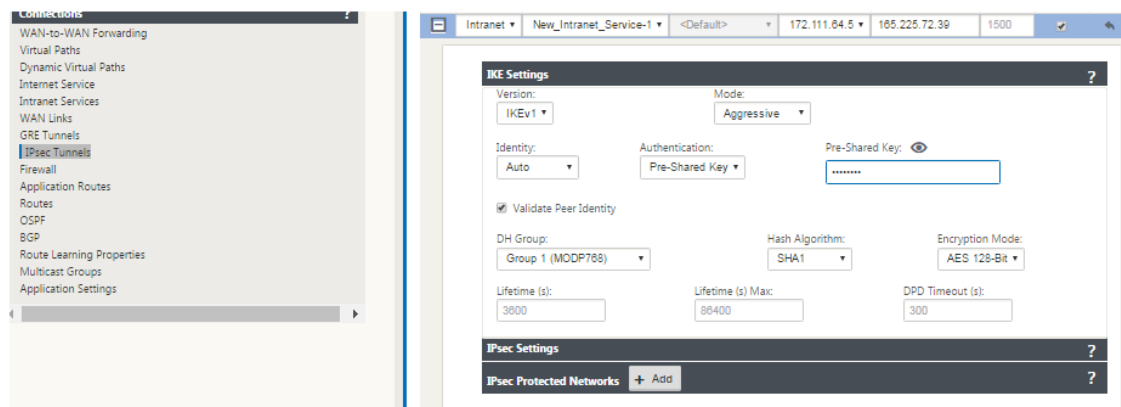 Connections ?
WAN-to-WAN Forwarding
Virtual Paths
Dynamic Virtual Paths
Internet Service
Intranet Services
WAN Links
GRE Tunnels
IPsec Tunnels
Firewall
Application Routes
Routes
OSPF
BGP
Route Learning Properties
Multicast Groups
Application Settings
Intranet New_Intranet_Service-1 <Default> 172.111.64.5 165.225.72.39 1500
IKE Settings ?
Version: Mode:
IKEv1 Aggressive
Identity: Authentication: Pre-Shared Key:
Auto Pre-Shared Key ••••••••
Validate Peer Identity
DH Group: Hash Algorithm: Encryption Mode:
Group 1 (MODP768) SHA1 AES 128-Bit
Lifetime (s): Lifetime (s) Max: DPD Timeout (s):
3600 86400 300
IPsec Settings ?
IPsec Protected Networks + Add ?